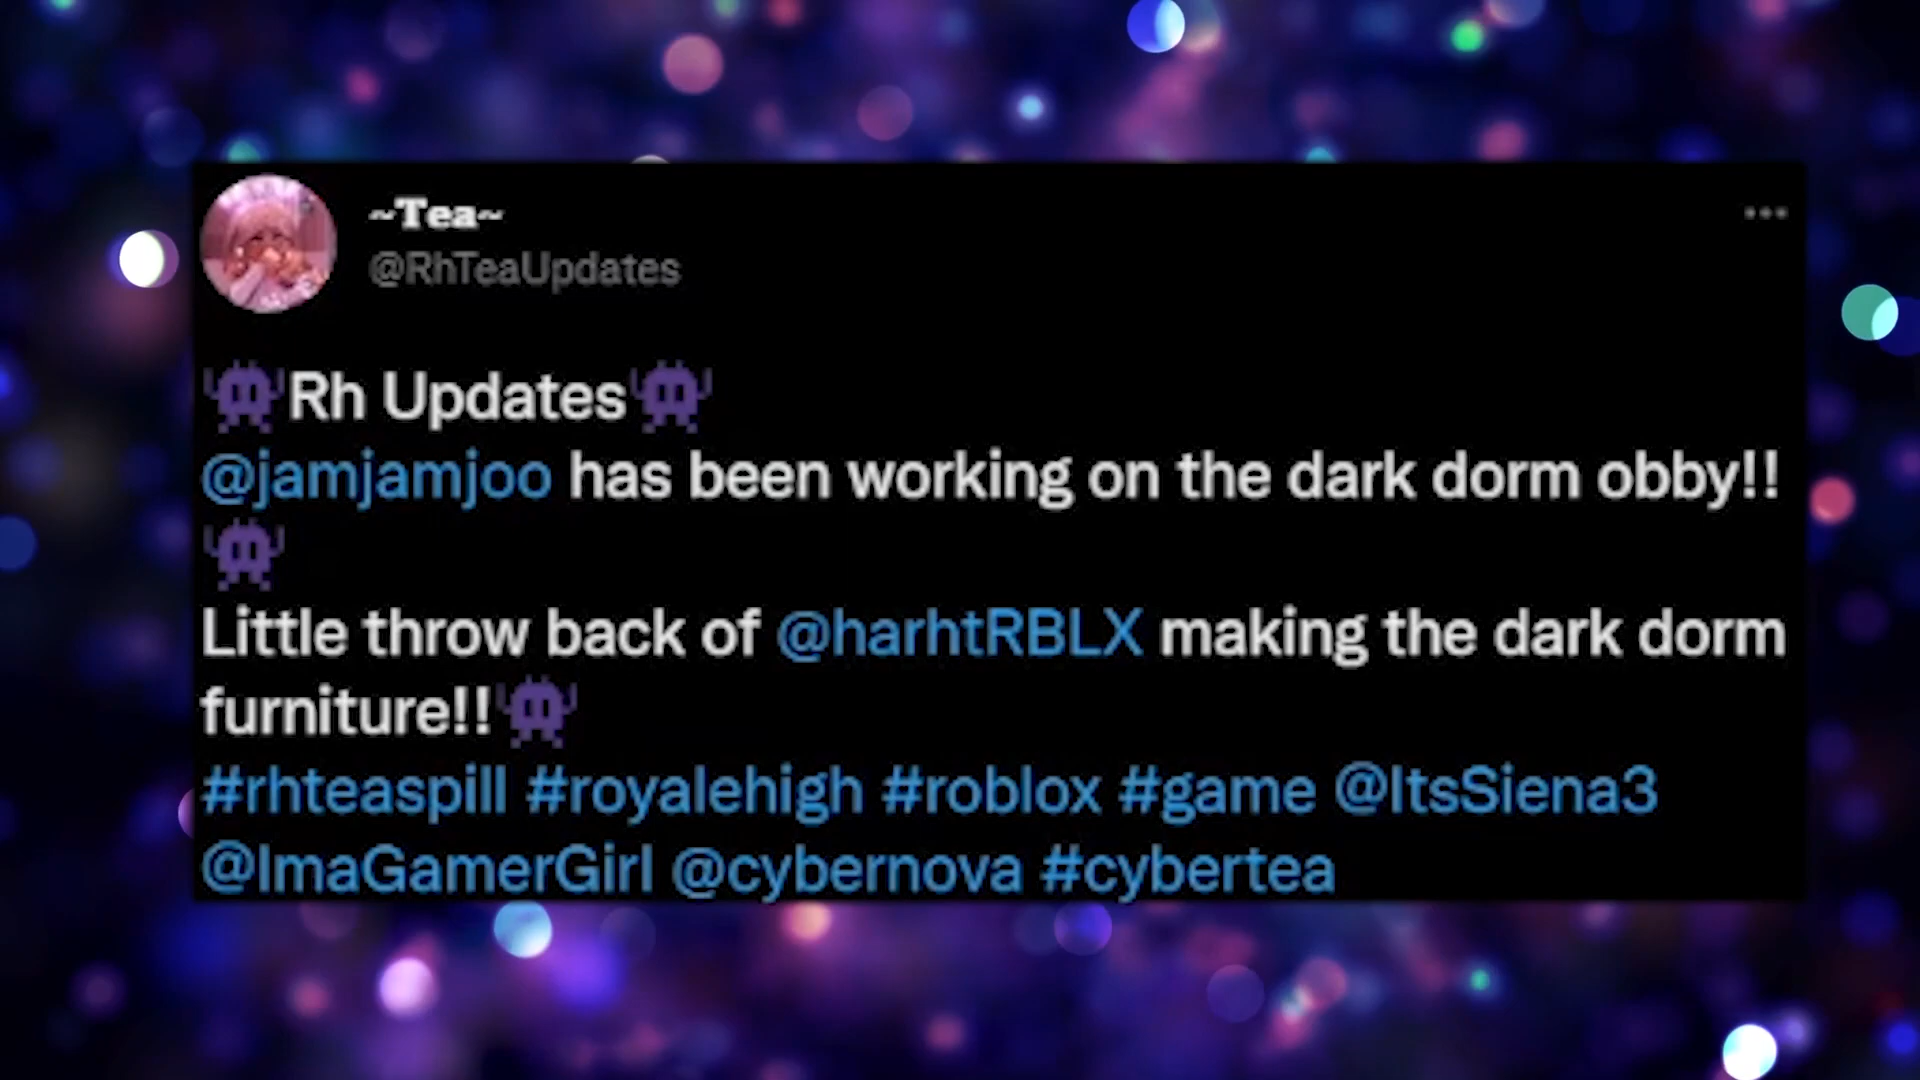 ~Tea~
@RhTeaUpdates
👾Rh Updates👾
@jamjamjoo has been working on the dark dorm obby!!
👾
Little throw back of @harhtRBLX making the dark dorm
furniture!!👾
#rhteaspill #royalehigh #roblox #game @ItsSiena3
@ImaGamerGirl @cybernova #cybertea